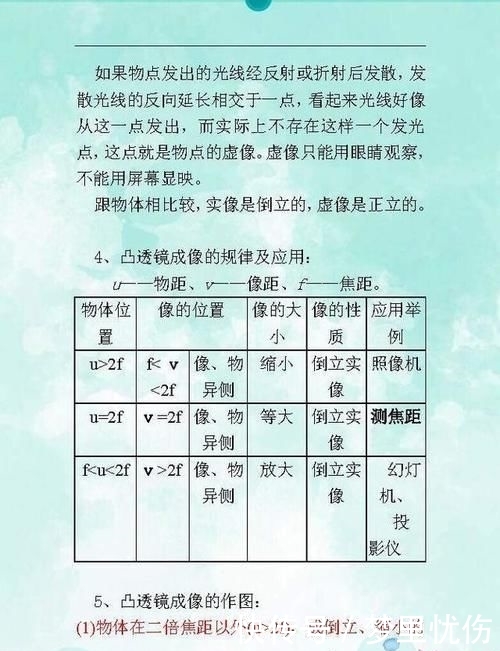 如果物点发出的光线经反射或折射后发散，发
散光线的反向延长相交于一点，看起来光线好像
从这一点发出，而实际上不存在这样一个发光
点，这点就是物点的虚像。虚像只能用眼睛观察，
不能用屏幕显映。
跟物体相比较，实像是倒立的，虚像是正立的。
4、凸透镜成像的规律及应用：
u——物距、v——像距、f——焦距。
物体位置 像的位置 像的大小 像的性质 应用举例
u>2f f< v <2f 像、物异侧 缩小 倒立实像 照像机
u=2f v =2f 像、物异侧 等大 倒立实像 测焦距
f<u<2f v >2f 像、物异侧 放大 倒立实像 幻灯机、投影仪
5、凸透镜成像的作图：
(1)物体在二倍焦距以外
成倒立、缩小
梦里忧伤